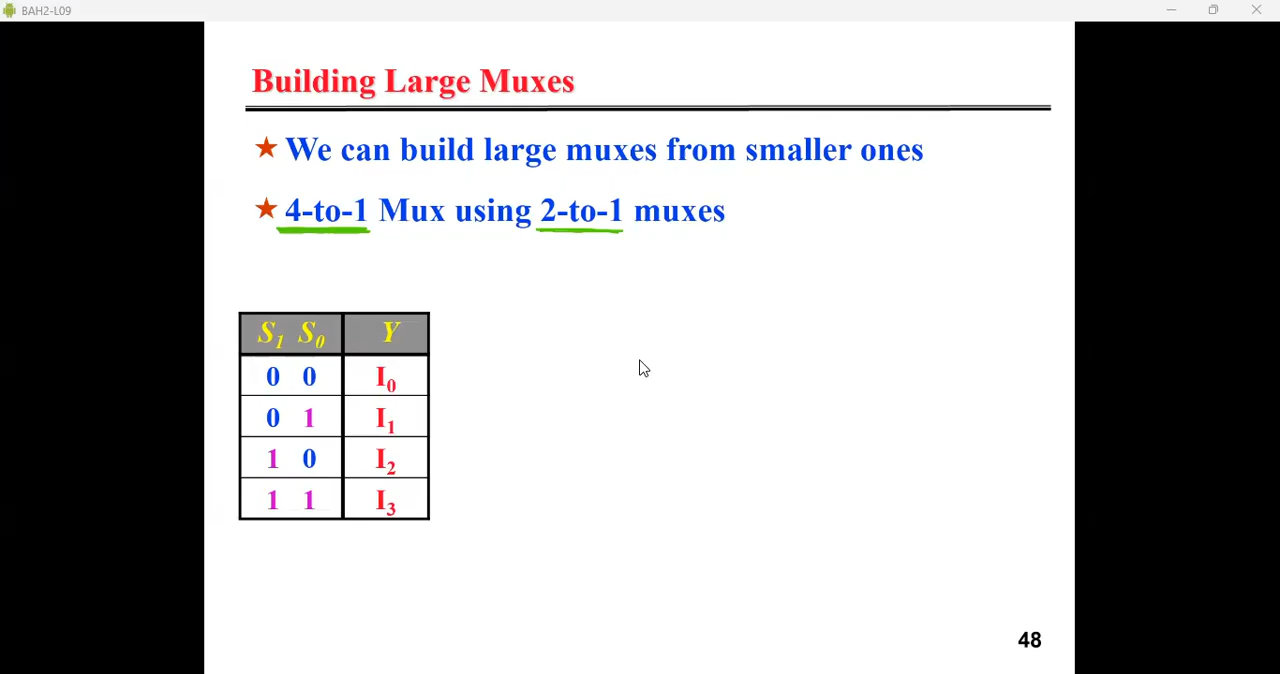 BAH2-L09
Building Large Muxes
★ We can build large muxes from smaller ones
★ 4-to-1 Mux using 2-to-1 muxes
S₁ S₀ Y
0 0 I₀
0 1 I₁
1 0 I₂
1 1 I₃
48